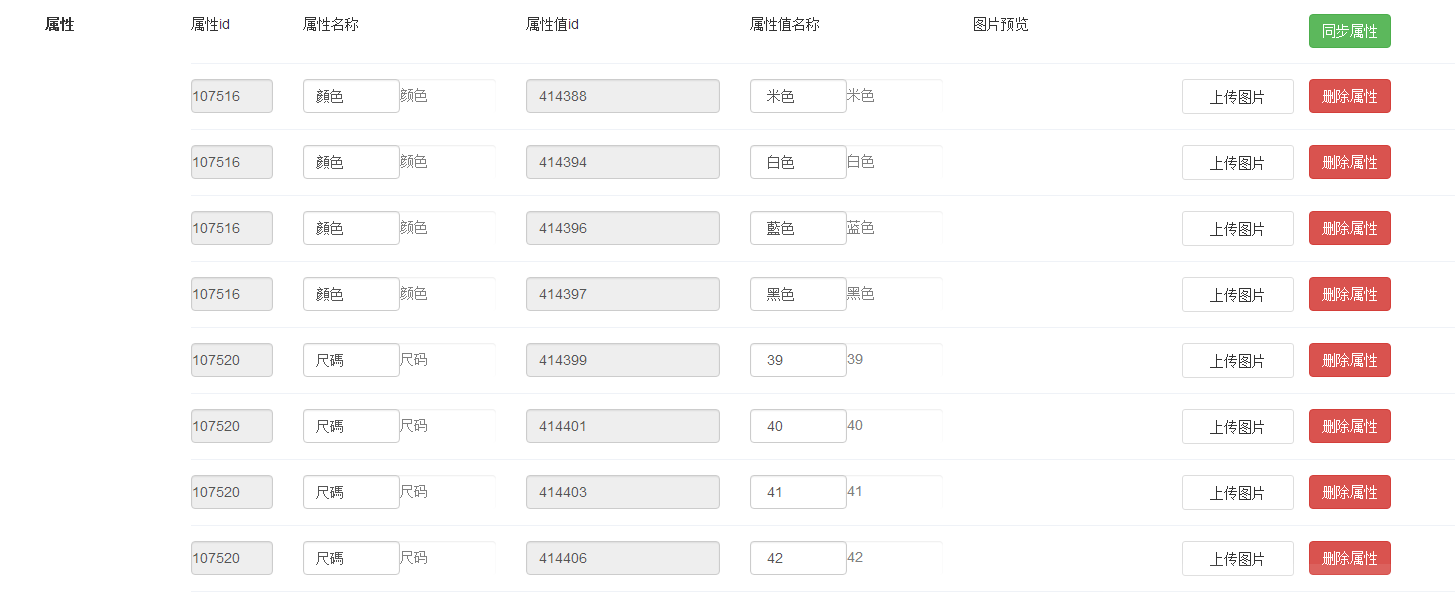 属性 属性id 属性名称 属性值id 属性值名称 图片预览 同步属性
107516 顏色 颜色 414388 米色 米色 上传图片 删除属性
107516 顏色 颜色 414394 白色 白色 上传图片 删除属性
107516 顏色 颜色 414396 藍色 蓝色 上传图片 删除属性
107516 顏色 颜色 414397 黑色 黑色 上传图片 删除属性
107520 尺碼 尺码 414399 39 39 上传图片 删除属性
107520 尺碼 尺码 414401 40 40 上传图片 删除属性
107520 尺碼 尺码 414403 41 41 上传图片 删除属性
107520 尺碼 尺码 414406 42 42 上传图片 删除属性